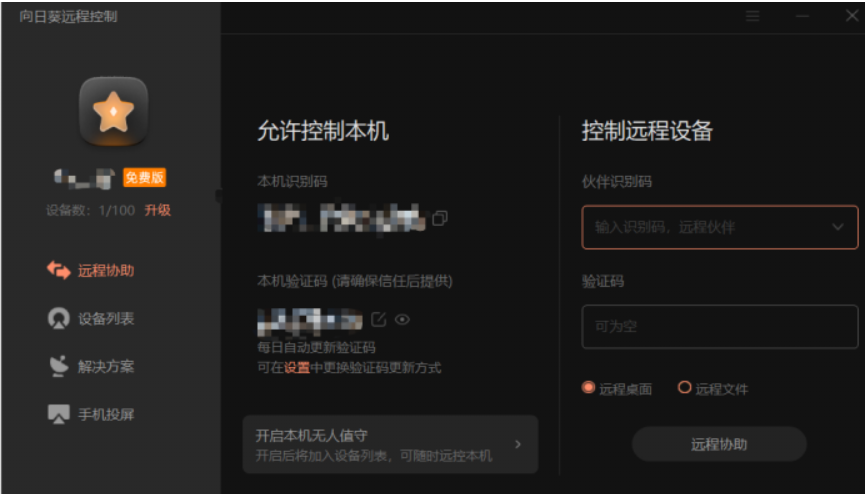 向日葵远程控制
免费版
设备数：1/100 升级
远程协助
设备列表
解决方案
手机投屏
允许控制本机
本机识别码
本机验证码 (请确保信任后提供)
每日自动更新验证码
可在设置中更换验证码更新方式
开启本机无人值守
开启后将加入设备列表，可随时远控本机
控制远程设备
伙伴识别码
输入识别码，远程伙伴
验证码
可为空
远程桌面 远程文件
远程协助